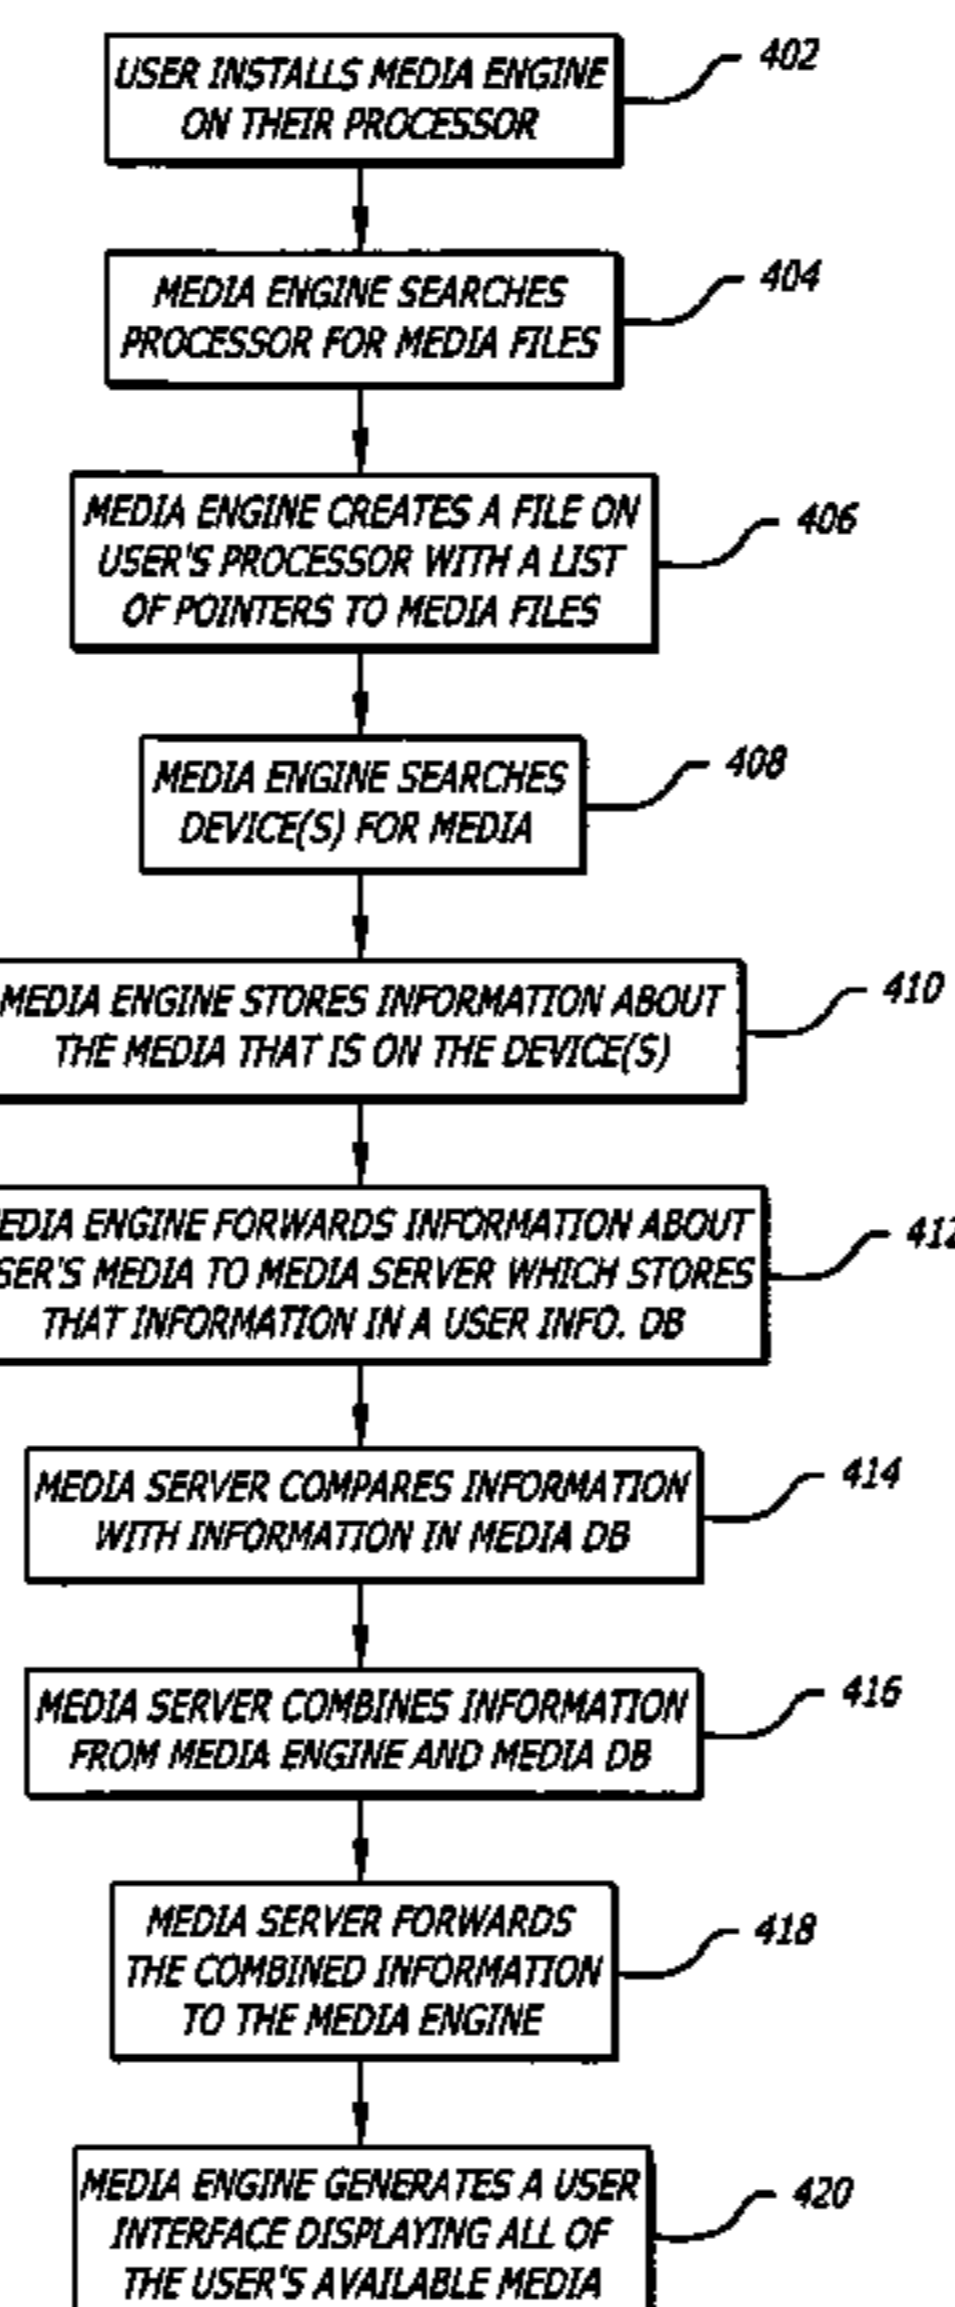 USER INSTALLS MEDIA ENGINE
ON THEIR PROCESSOR
402
MEDIA ENGINE SEARCHES
PROCESSOR FOR MEDIA FILES
404
MEDIA ENGINE CREATES A FILE ON
USER'S PROCESSOR WITH A LIST
OF POINTERS TO MEDIA FILES
406
MEDIA ENGINE SEARCHES
DEVICE(S) FOR MEDIA
408
MEDIA ENGINE STORES INFORMATION ABOUT
THE MEDIA THAT IS ON THE DEVICE(S)
410
EDIA ENGINE FORWARDS INFORMATION ABOUT
SER'S MEDIA TO MEDIA SERVER WHICH STORES
THAT INFORMATION IN A USER INFO. DB
412
MEDIA SERVER COMPARES INFORMATION
WITH INFORMATION IN MEDIA DB
414
MEDIA SERVER COMBINES INFORMATION
FROM MEDIA ENGINE AND MEDIA DB
416
MEDIA SERVER FORWARDS
THE COMBINED INFORMATION
TO THE MEDIA ENGINE
418
MEDIA ENGINE GENERATES A USER
INTERFACE DISPLAYING ALL OF
THE USER'S AVAILABLE MEDIA
420